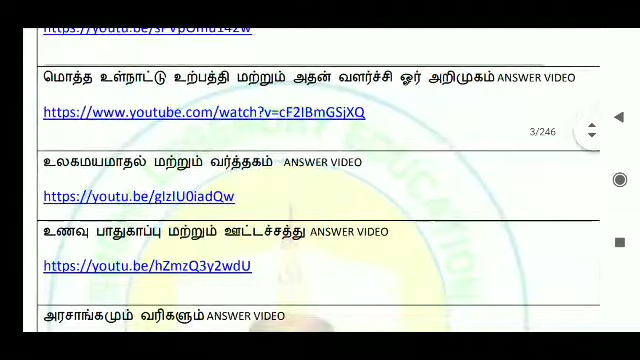 மொத்த உள்நாட்டு உற்பத்தி மற்றும் அதன் வளர்ச்சி ஓர் அறிமுகம் ANSWER VIDEO
https://www.youtube.com/watch?v=cF2IBmGSjXQ
3/246
உலகமயமாதல் மற்றும் வர்த்தகம் ANSWER VIDEO
https://youtu.be/gIzIU0iadQw
உணவு பாதுகாப்பு மற்றும் ஊட்டச்சத்து ANSWER VIDEO
https://youtu.be/hZmzQ3y2wdU
அரசாங்கமும் வரிகளும் ANSWER VIDEO